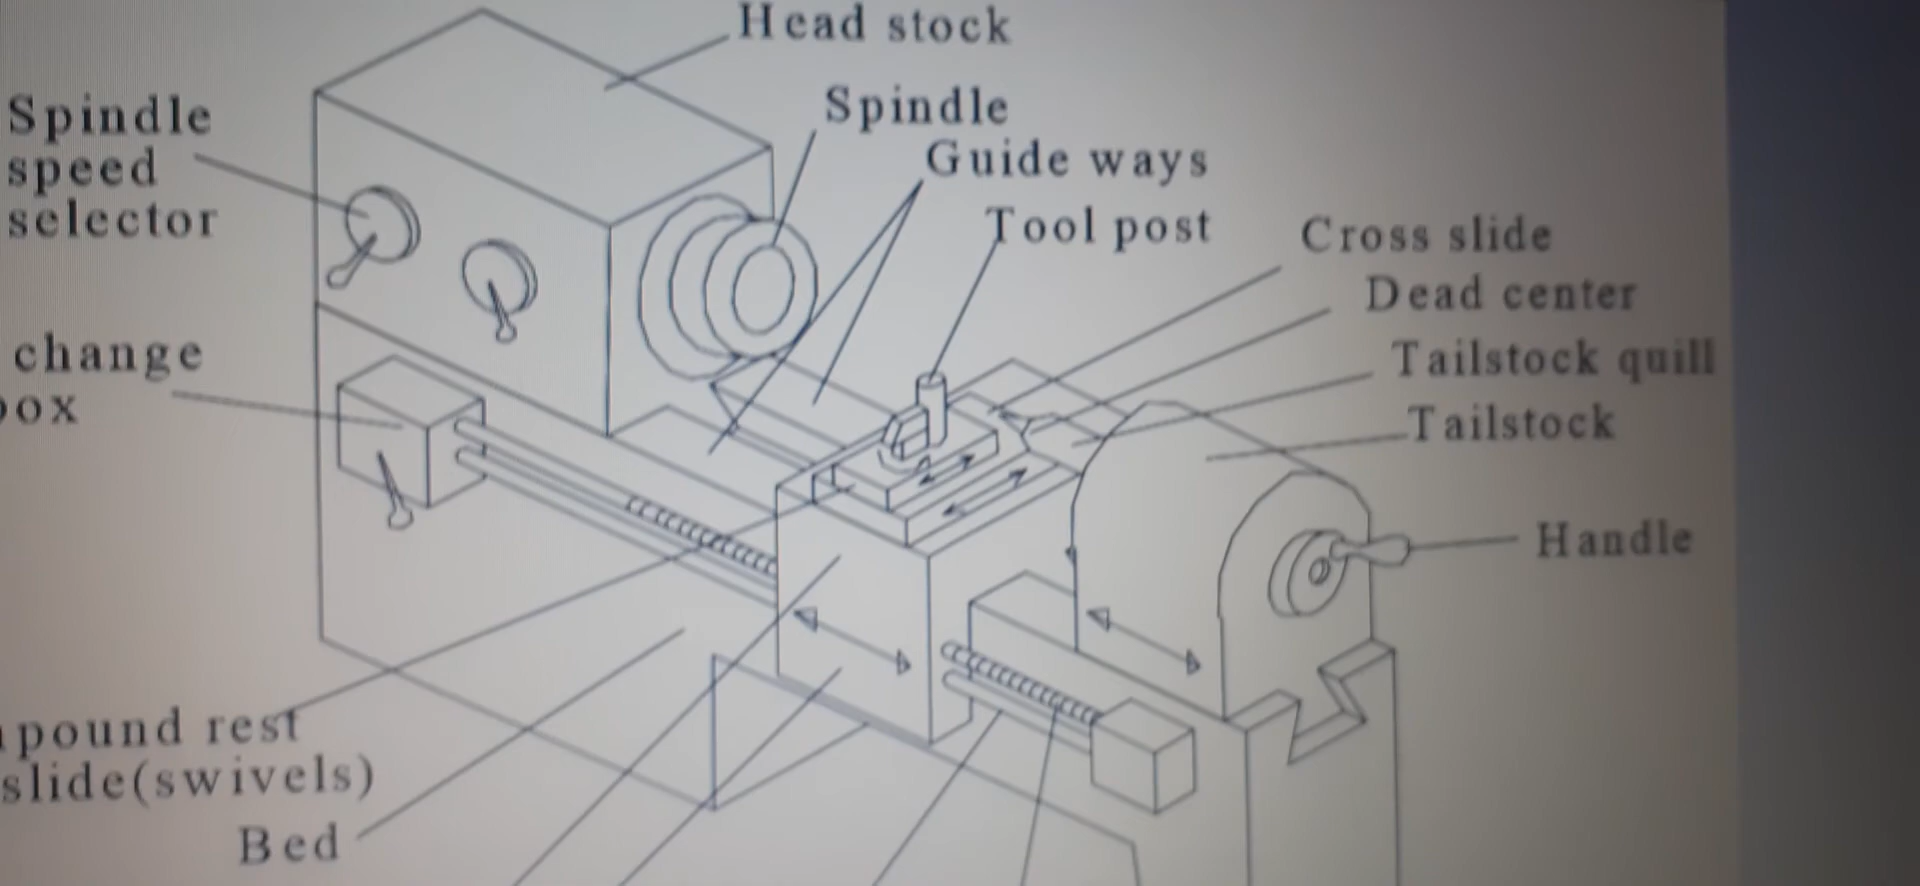 Head stock
Spindle
speed
selector
Spindle
Guide ways
Tool post
Cross slide
Dead center
Tailstock quill
Tailstock
change
Handle
rest
slide(swivels)
Bed